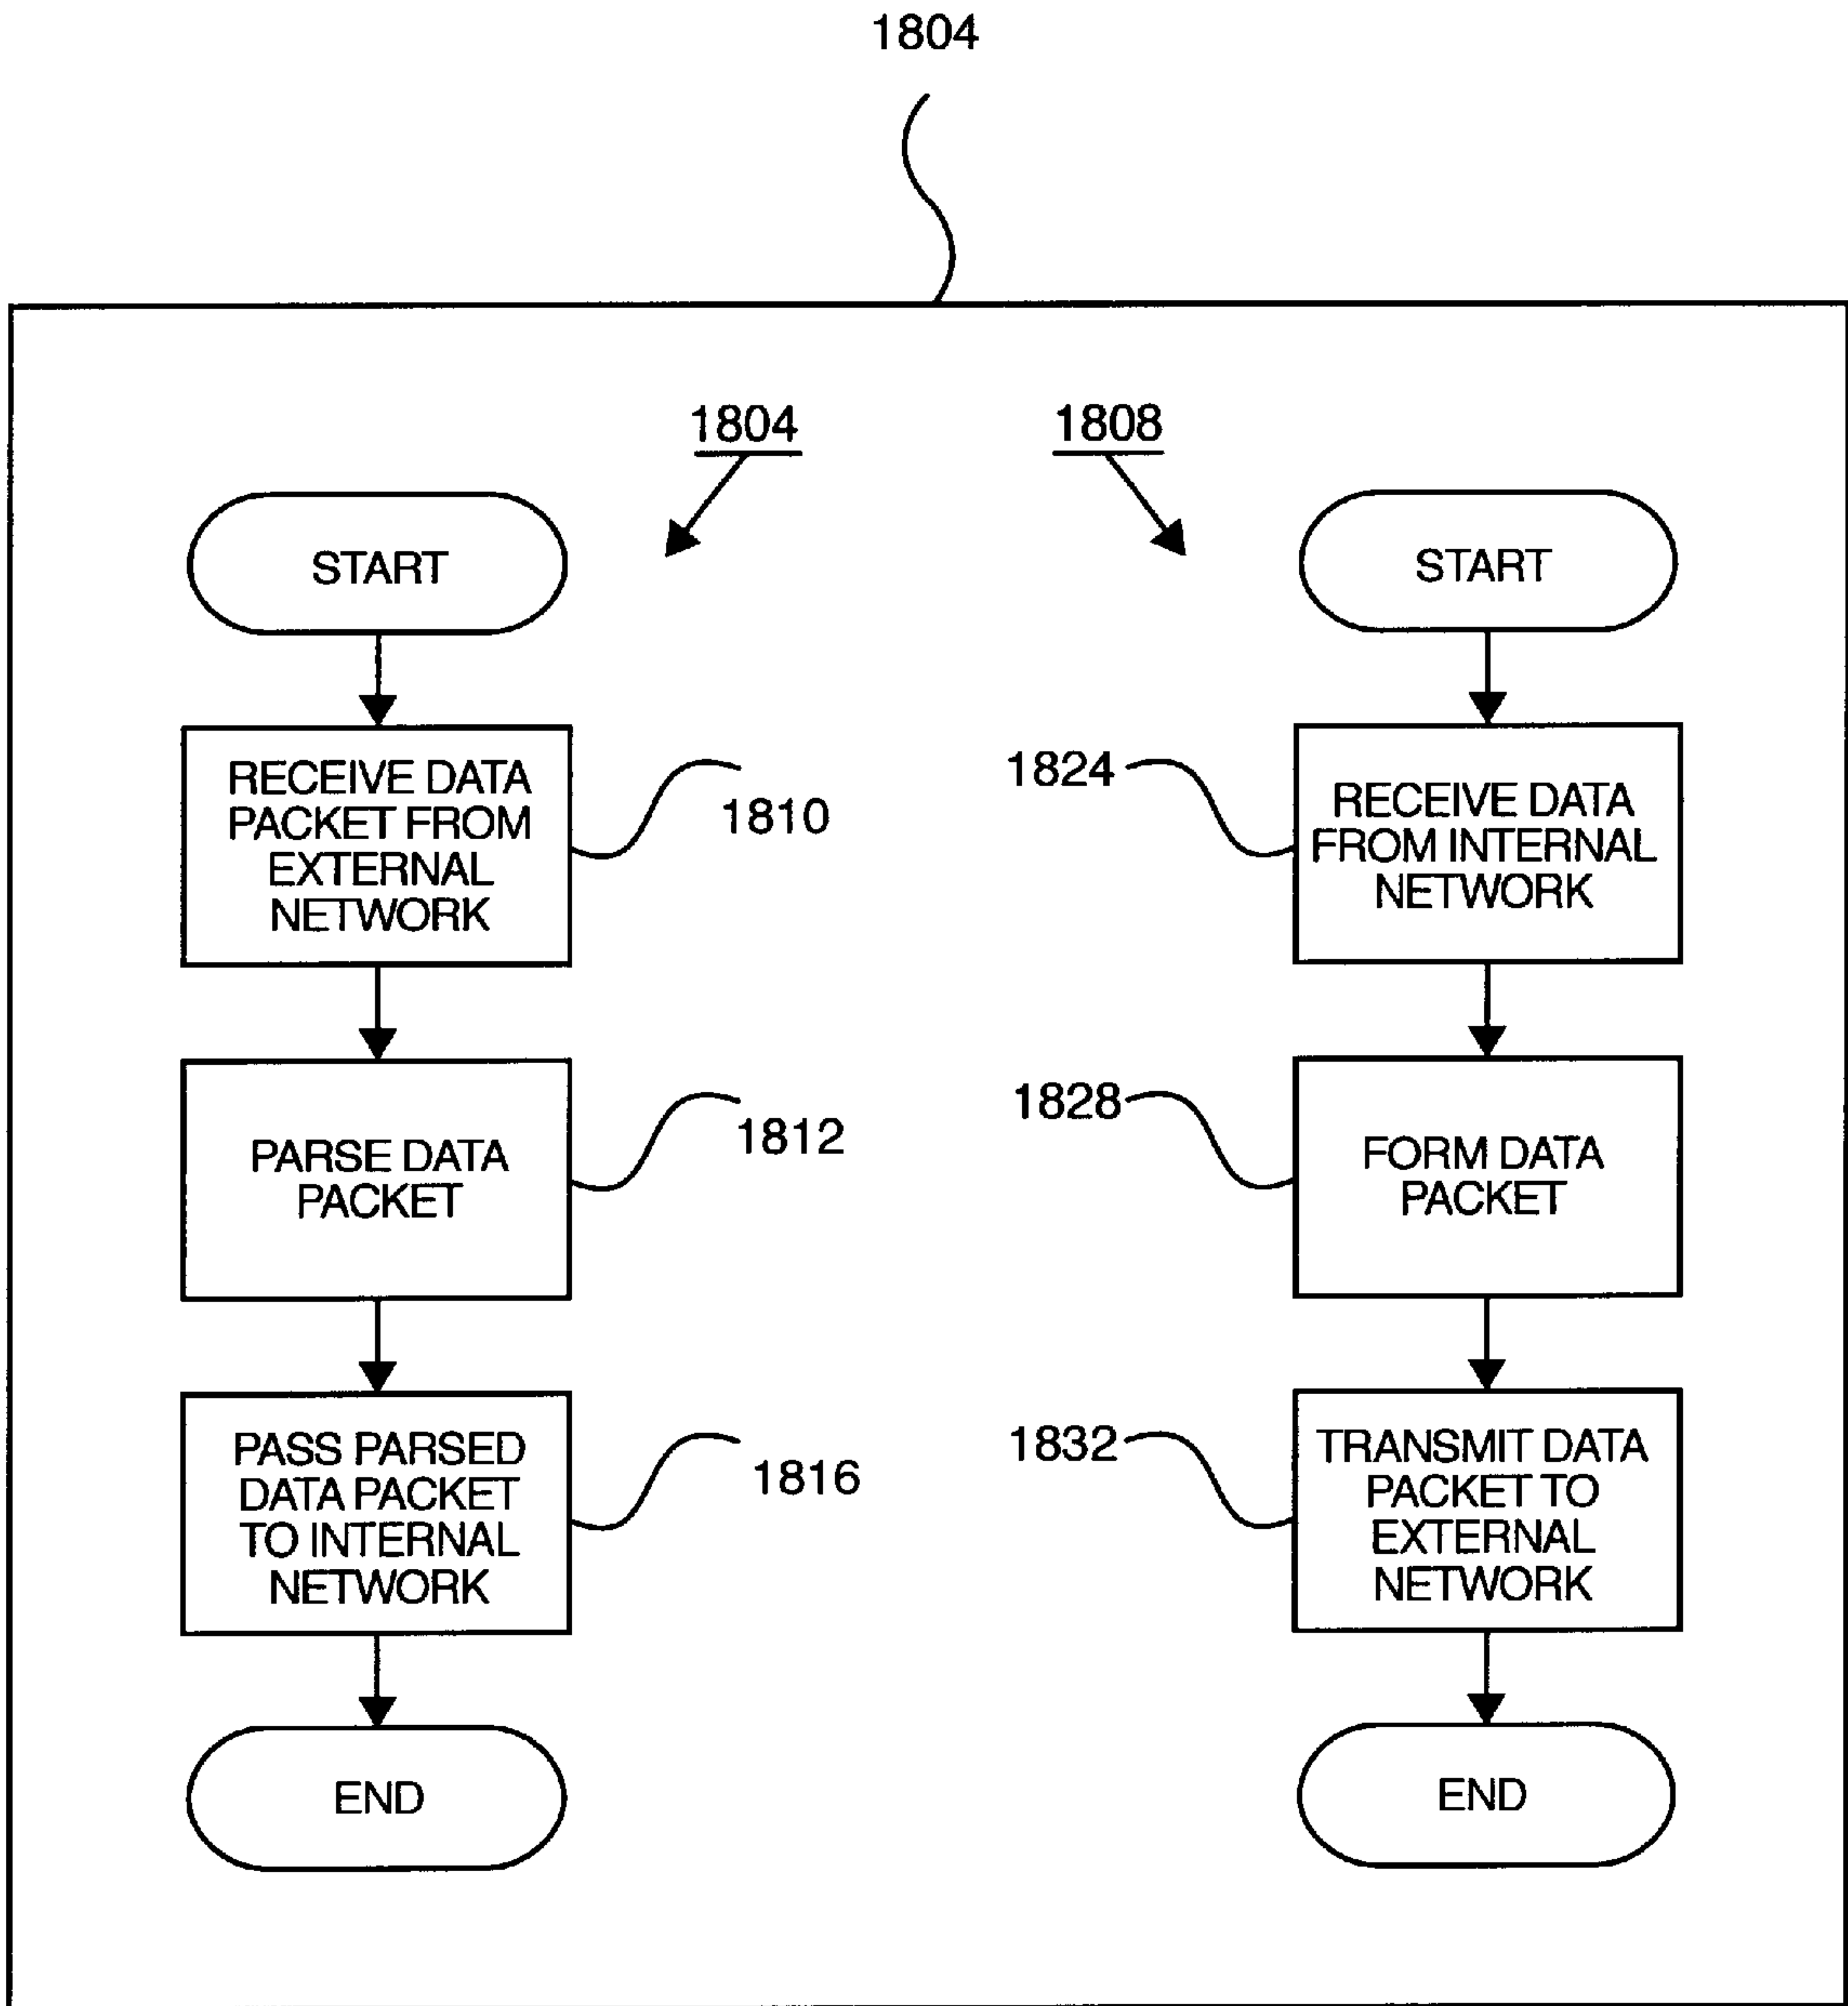 1804
1804
1808
START
RECEIVE DATA
PACKET FROM
EXTERNAL
NETWORK
1810
PARSE DATA
PACKET
1812
PASS PARSED
DATA PACKET
TO INTERNAL
NETWORK
1816
END
START
1824
RECEIVE DATA
FROM INTERNAL
NETWORK
1828
FORM DATA
PACKET
1832
TRANSMIT DATA
PACKET TO
EXTERNAL
NETWORK
END